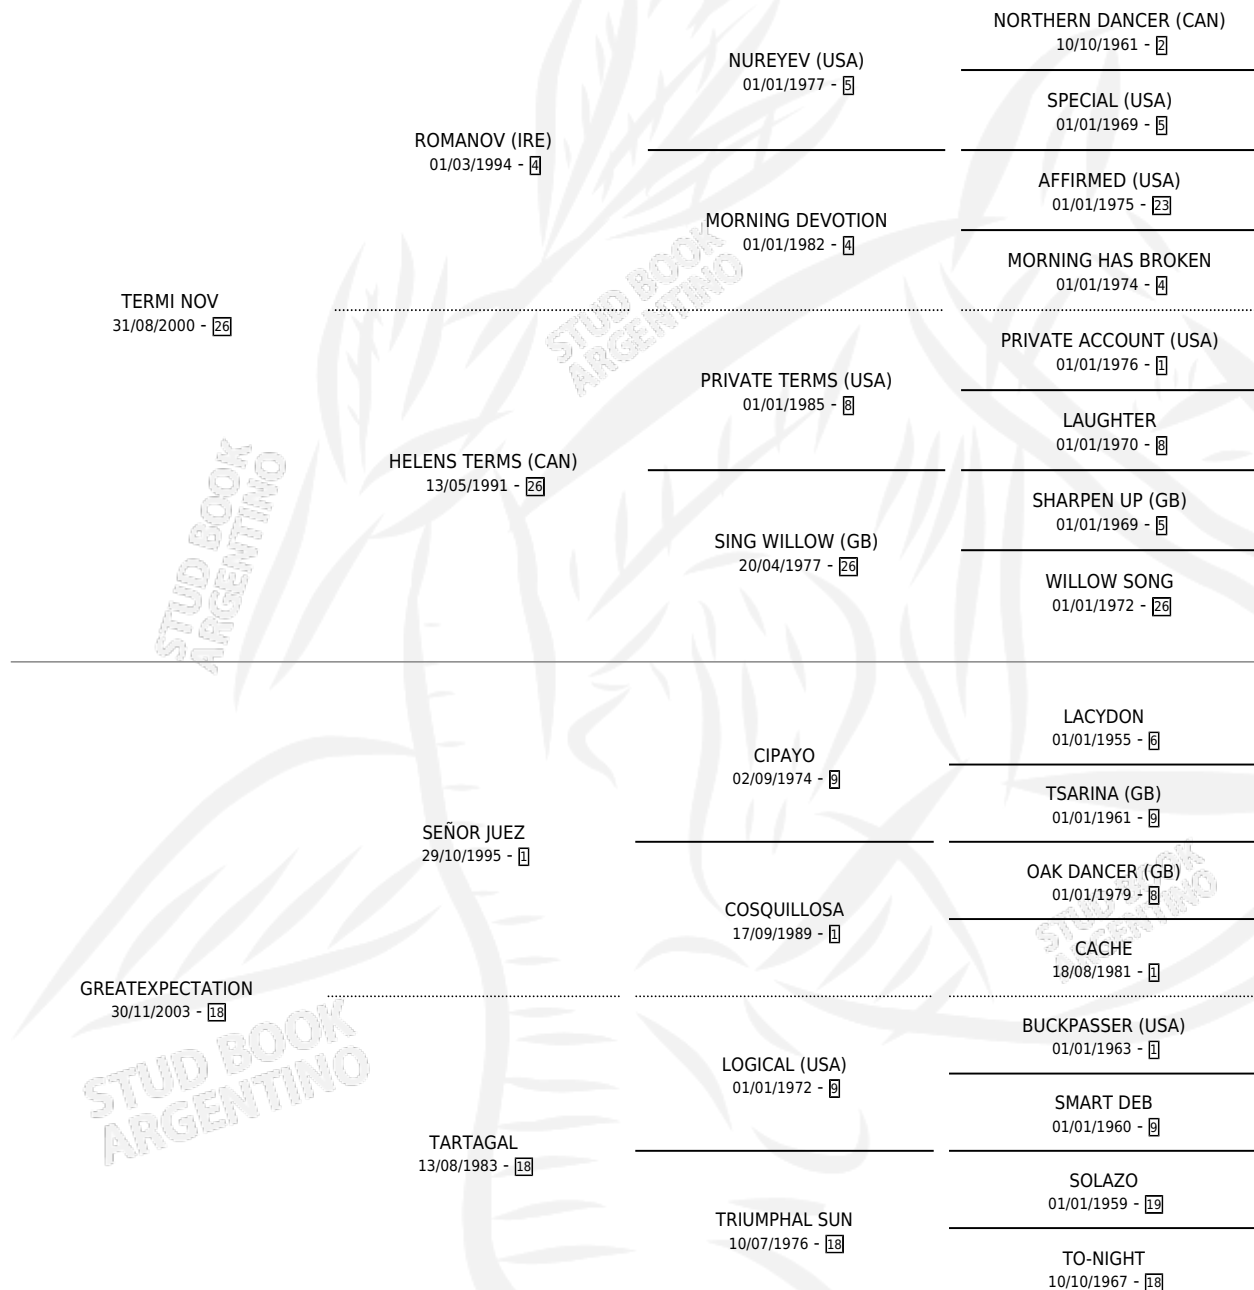 NORTHERN DANCER (CAN)
10/10/1961 - 2
NUREYEV (USA)
01/01/1977 - 5
SPECIAL (USA)
01/01/1969 - 5
ROMANOV (IRE)
01/03/1994 - 4
AFFIRMED (USA)
01/01/1975 - 23
MORNING DEVOTION
01/01/1982 - 4
MORNING HAS BROKEN
01/01/1974 - 4
TERMI NOV
31/08/2000 - 26
STUD BOOK
ARGENTINO
PRIVATE ACCOUNT (USA)
01/01/1976 - 1
PRIVATE TERMS (USA)
01/01/1985 - 8
LAUGHTER
01/01/1970 - 8
HELENS TERMS (CAN)
13/05/1991 - 26
SHARPEN UP (GB)
01/01/1969 - 5
SING WILLOW (GB)
20/04/1977 - 26
WILLOW SONG
01/01/1972 - 26
STUD BOOK
ARGENTINO
LACYDON
01/01/1955 - 6
CIPAYO
02/09/1974 - 9
TSARINA (GB)
01/01/1961 - 9
SEÑOR JUEZ
29/10/1995 - 1
OAK DANCER (GB)
01/01/1979 - 8
COSQUILLOSA
17/09/1989 - 1
STUD BOOK
ARGENTINO
CACHE
18/08/1981 - 1
GREATEXPECTATION
30/11/2003 - 18
STUD BOOK
ARGENTINO
BUCKPASSER (USA)
01/01/1963 - 1
LOGICAL (USA)
01/01/1972 - 9
SMART DEB
01/01/1960 - 9
TARTAGAL
13/08/1983 - 18
SOLAZO
01/01/1959 - 19
TRIUMPHAL SUN
10/07/1976 - 18
TO-NIGHT
10/10/1967 - 18